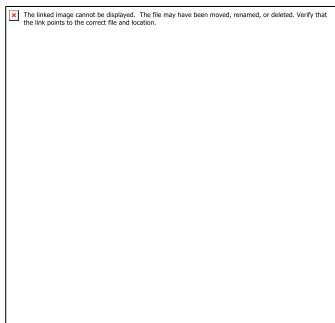 The linked image cannot be displayed.  The file may have been moved, renamed, or deleted. Verify that
the link points to the correct file and location.